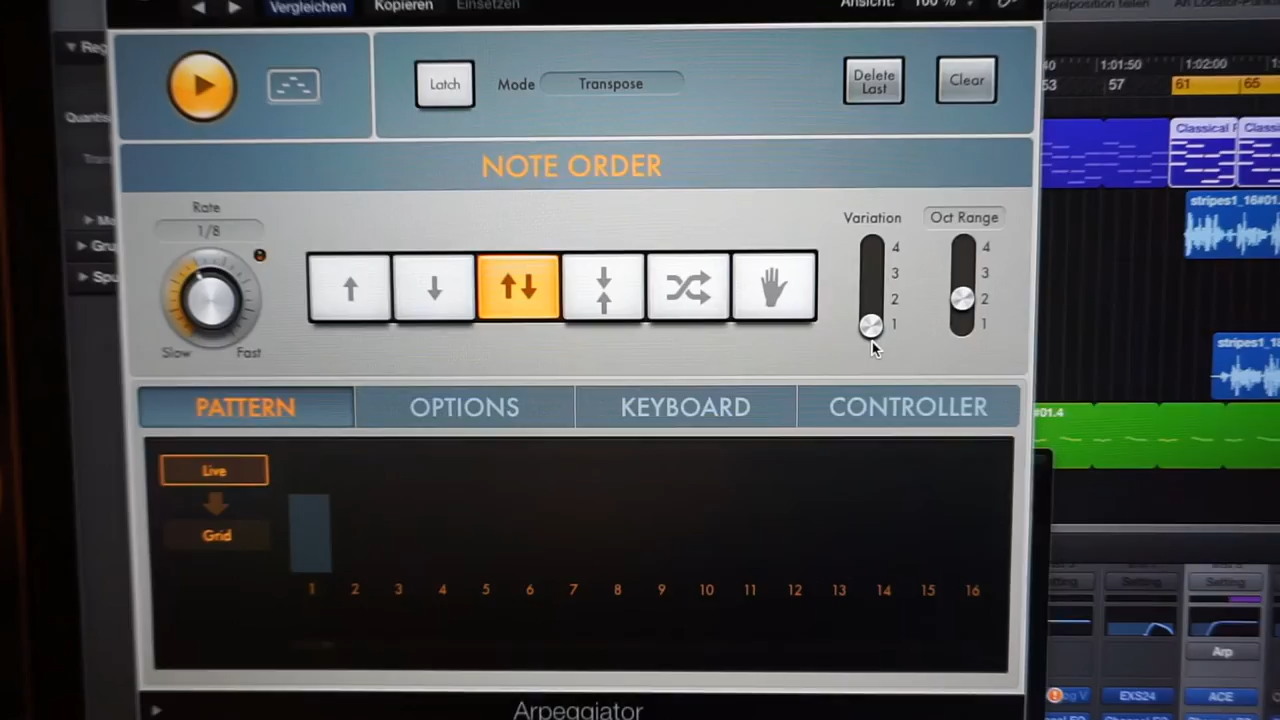 Vergleichen Kopieren Einsetzen Ansicht: 100 %
Latch Mode Transpose Delete Last Clear
NOTE ORDER
Rate
1/8
Slow Fast
Variation Oct Range
4 4
3 3
2 2
1 1
PATTERN OPTIONS KEYBOARD CONTROLLER
Live
Grid
1 2 3 4 5 6 7 8 9 10 11 12 13 14 15 16
Arpeggiator
1:01:50 1:02:00
53 57 61 65
Classical
stripes1_16#01.
stripes1_1
#01.4
Setting Setting
Arp
EXS24 ACE